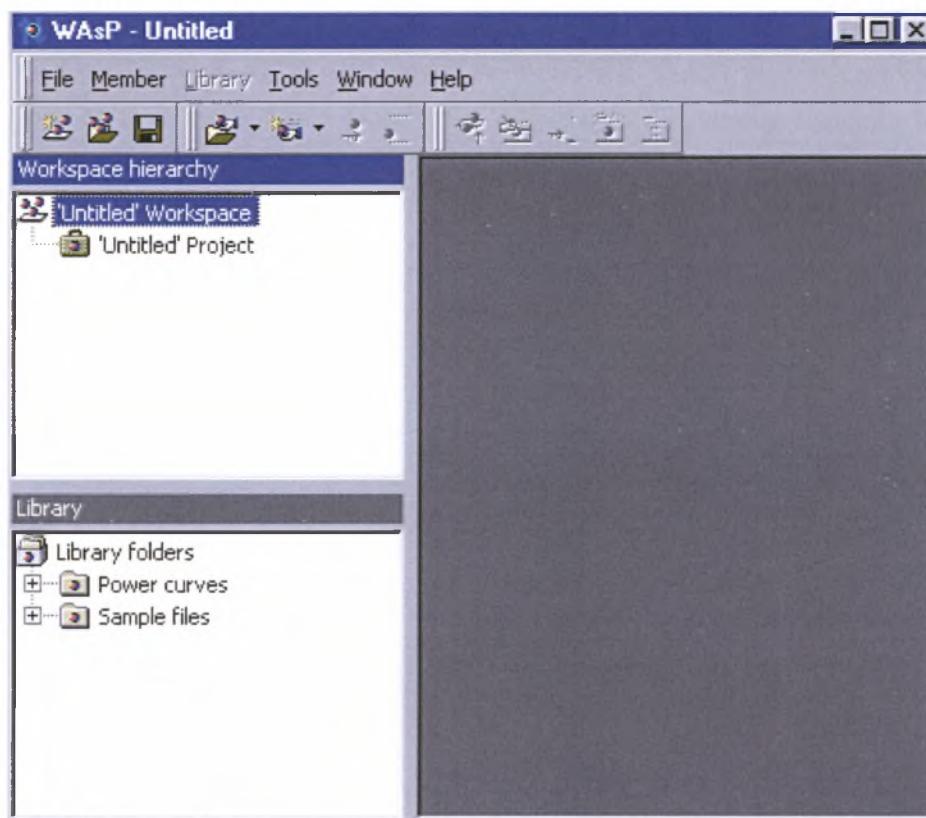 WAsP - Untitled
File Member Library Tools Window Help
Workspace hierarchy
'Untitled' Workspace
'Untitled' Project
Library
Library folders
Power curves
Sample files